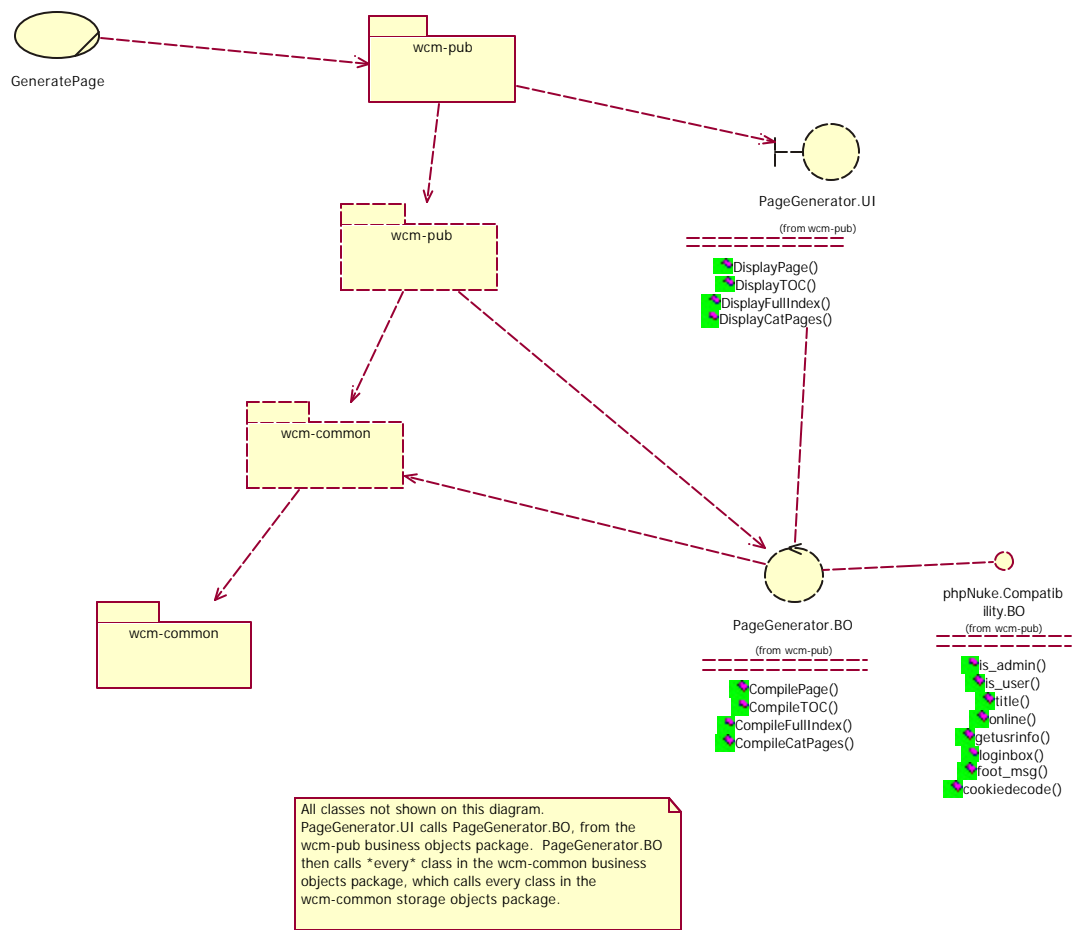 GeneratePage
wcm-pub
PageGenerator.UI
(from wcm-pub)
DisplayPage()
DisplayTOC()
DisplayFullIndex()
DisplayCatPages()
wcm-pub
wcm-common
wcm-common
PageGenerator.BO
(from wcm-pub)
CompilePage()
CompileTOC()
CompileFullIndex()
CompileCatPages()
phpNuke.Compatib
ility.BO
(from wcm-pub)
is_admin()
is_user()
title()
online()
getusrinfo()
loginbox()
foot_msg()
cookiedecode()
All classes not shown on this diagram.
PageGenerator.UI calls PageGenerator.BO, from the
wcm-pub business objects package.  PageGenerator.BO
then calls *every* class in the wcm-common business
objects package, which calls every class in the
wcm-common storage objects package.